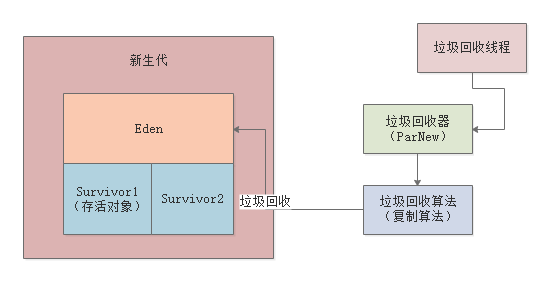 垃圾回收线程
新生代
Eden
垃圾回收器
（ParNew）
Survivor1
（存活对象）
Survivor2
垃圾回收
垃圾回收算法
（复制算法）